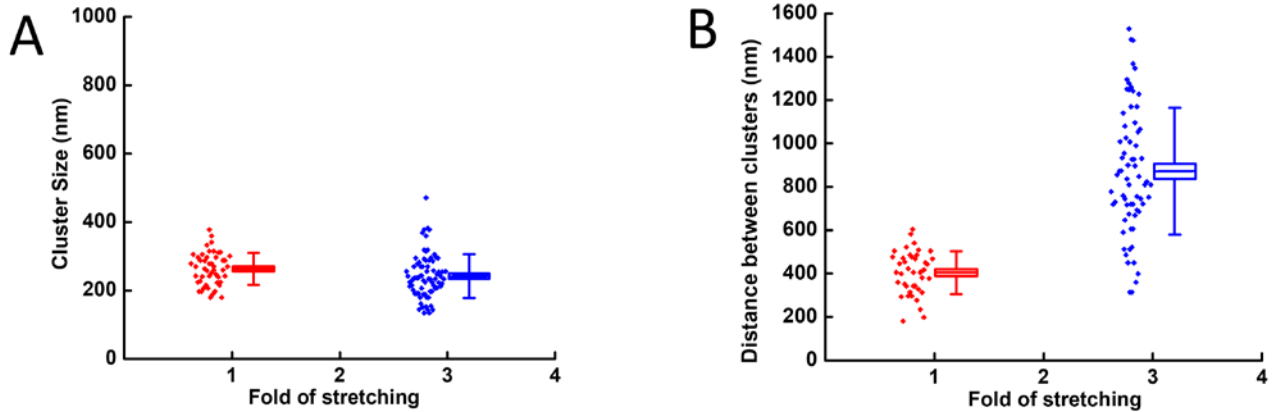 A
Cluster Size (nm)
1000
800
600
400
200
0
1 2 3 4
Fold of stretching
B
Distance between clusters (nm)
1600
1400
1200
1000
800
600
400
200
0
1 2 3 4
Fold of stretching